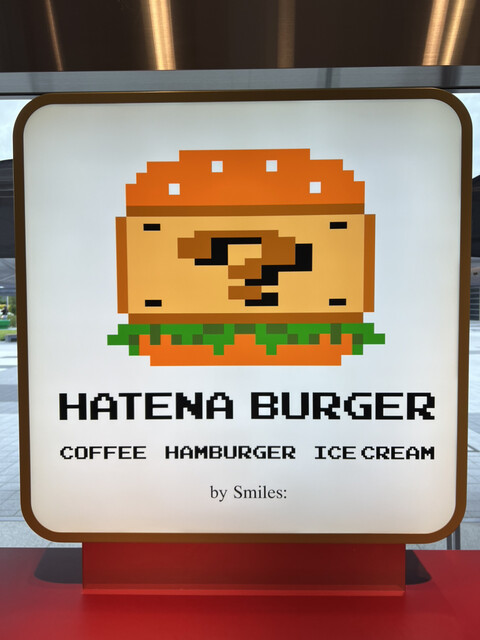 ?
HATENA BURGER
COFFEE HAMBURGER ICE CREAM
by Smiles: